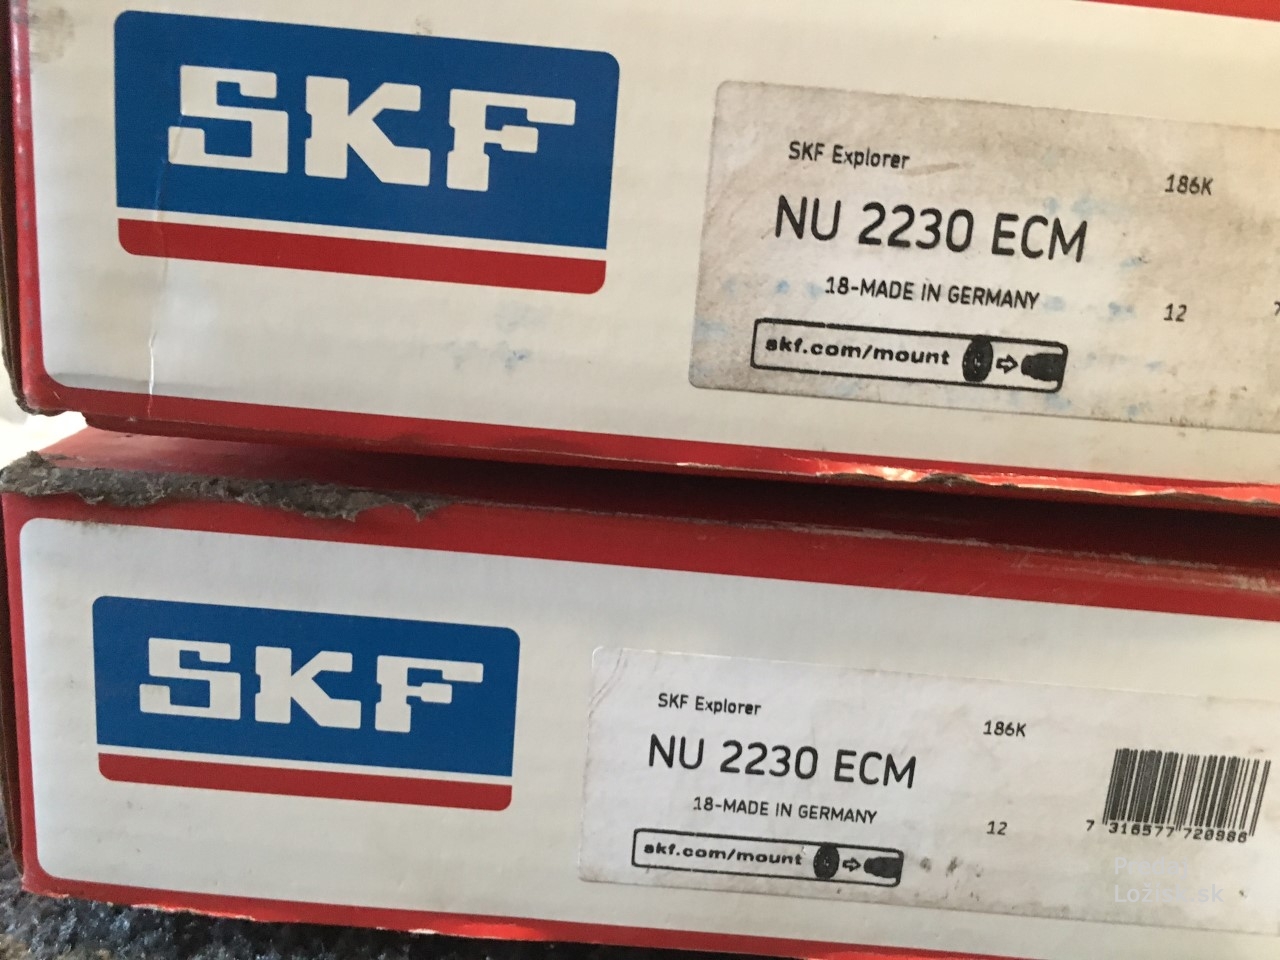 SKF
SKF Explorer
186K
NU 2230 ECM
18-MADE IN GERMANY
12
skf.com/mount
SKF
SKF Explorer
186K
NU 2230 ECM
18-MADE IN GERMANY
12
7 316577 720986
skf.com/mount